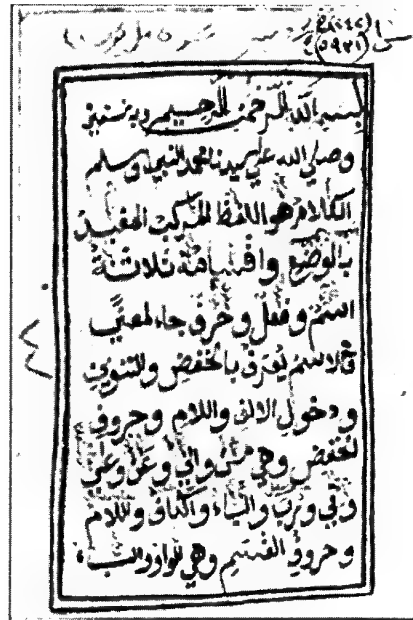 بسم الله الرحمن الرحيم وبه نستعين
وصلى الله على سيدنا محمد النبي وسلم
الكلام هو اللفظ المركب المفيد
بالوضع واقسامه ثلاثة
اسم وفعل وحرف جاء لمعنى
فالاسم يعرف بالخفض والتنوين
ودخول الالف واللام وحروف
الخفض وهي من والى وعن وعلى
وفي ورب والباء والكاف واللام
وحروف القسم وهي الواو والباء